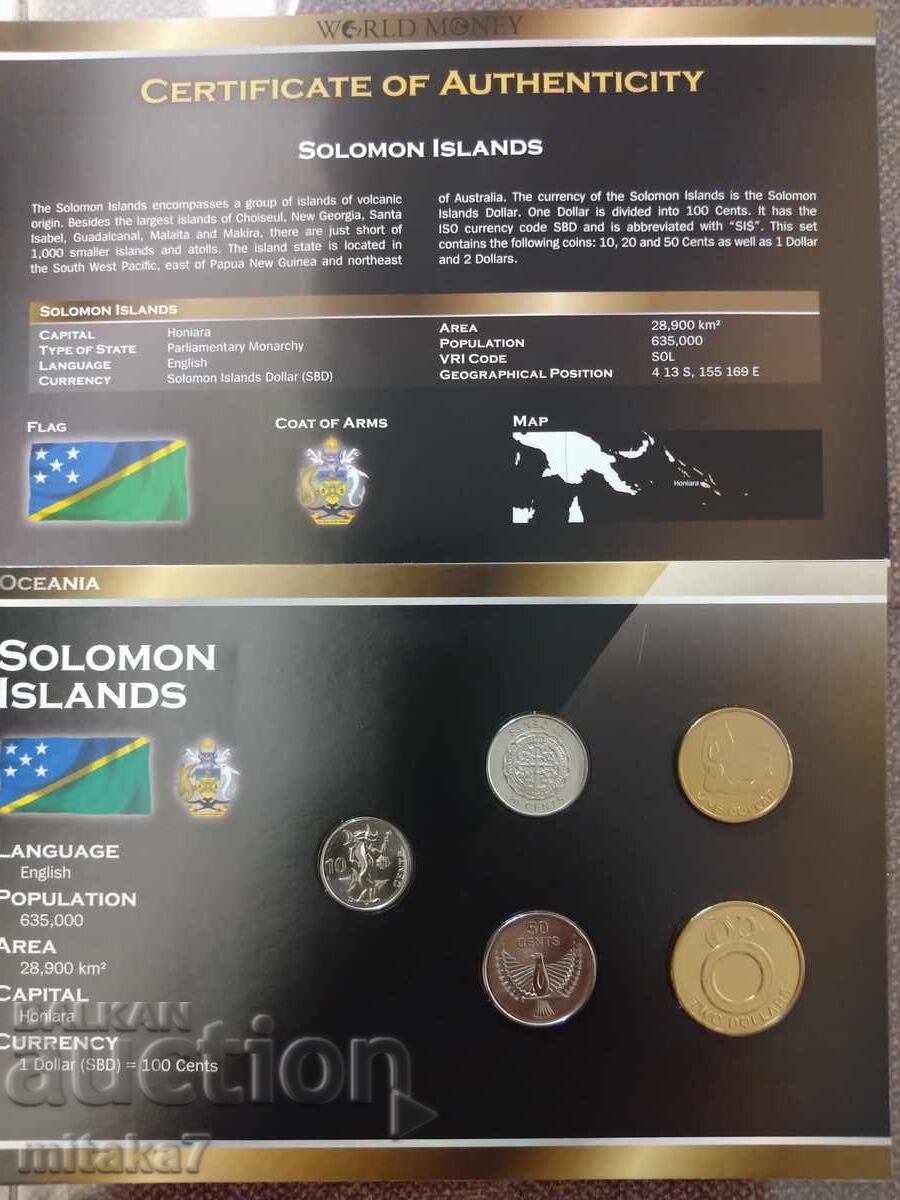 WORLD MONEY
CERTIFICATE OF AUTHENTICITY
SOLOMON ISLANDS
The Solomon Islands encompasses a group of islands of volcanic
origin. Besides the largest islands of Choiseul, New Georgia, Santa
Isabel, Guadalcanal, Malaita and Makira, there are just short of
1,000 smaller islands and atolls. The island state is located in
the South West Pacific, east of Papua New Guinea and northeast
of Australia. The currency of the Solomon Islands is the Solomon
Islands Dollar. One Dollar is divided into 100 Cents. It has the
ISO currency code SBD and is abbreviated with "SI$". This set
contains the following coins: 10, 20 and 50 Cents as well as 1 Dollar
and 2 Dollars.
SOLOMON ISLANDS
CAPITAL Honiara
TYPE OF STATE Parliamentary Monarchy
LANGUAGE English
CURRENCY Solomon Islands Dollar (SBD)
AREA 28,900 km²
POPULATION 635,000
VRI CODE SOL
GEOGRAPHICAL POSITION 4 13 S, 155 169 E
FLAG
COAT OF ARMS
MAP
Honiara
OCEANIA
SOLOMON
ISLANDS
LANGUAGE
English
POPULATION
635,000
AREA
28,900 km²
CAPITAL
Honiara
CURRENCY
1 Dollar (SBD) = 100 Cents
10
CENTS
50
CENTS
ONE DOLLAR
TWO DOLLARS
BALKAN
auction
mitaka7